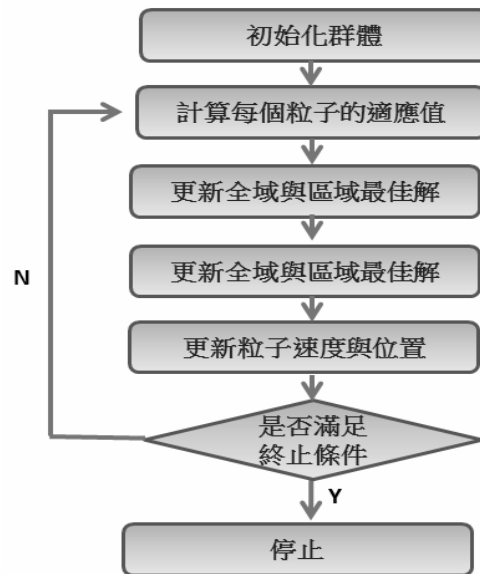 初始化群體
計算每個粒子的適應值
更新全域與區域最佳解
更新全域與區域最佳解
更新粒子速度與位置
N
是否滿足
終止條件
Y
停止